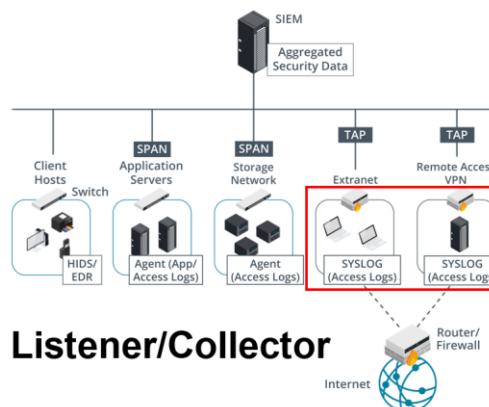 SIEM
Aggregated
Security Data
SPAN
SPAN
TAP
TAP
Client
Hosts
Application
Servers
Storage
Network
Extranet
Remote Access
VPN
Switch
HIDS/
EDR
Agent (App/
Access Logs)
Agent
(Access Logs)
SYSLOG
(Access Logs)
SYSLOG
(Access Logs)
Listener/Collector
Router/
Firewall
Internet